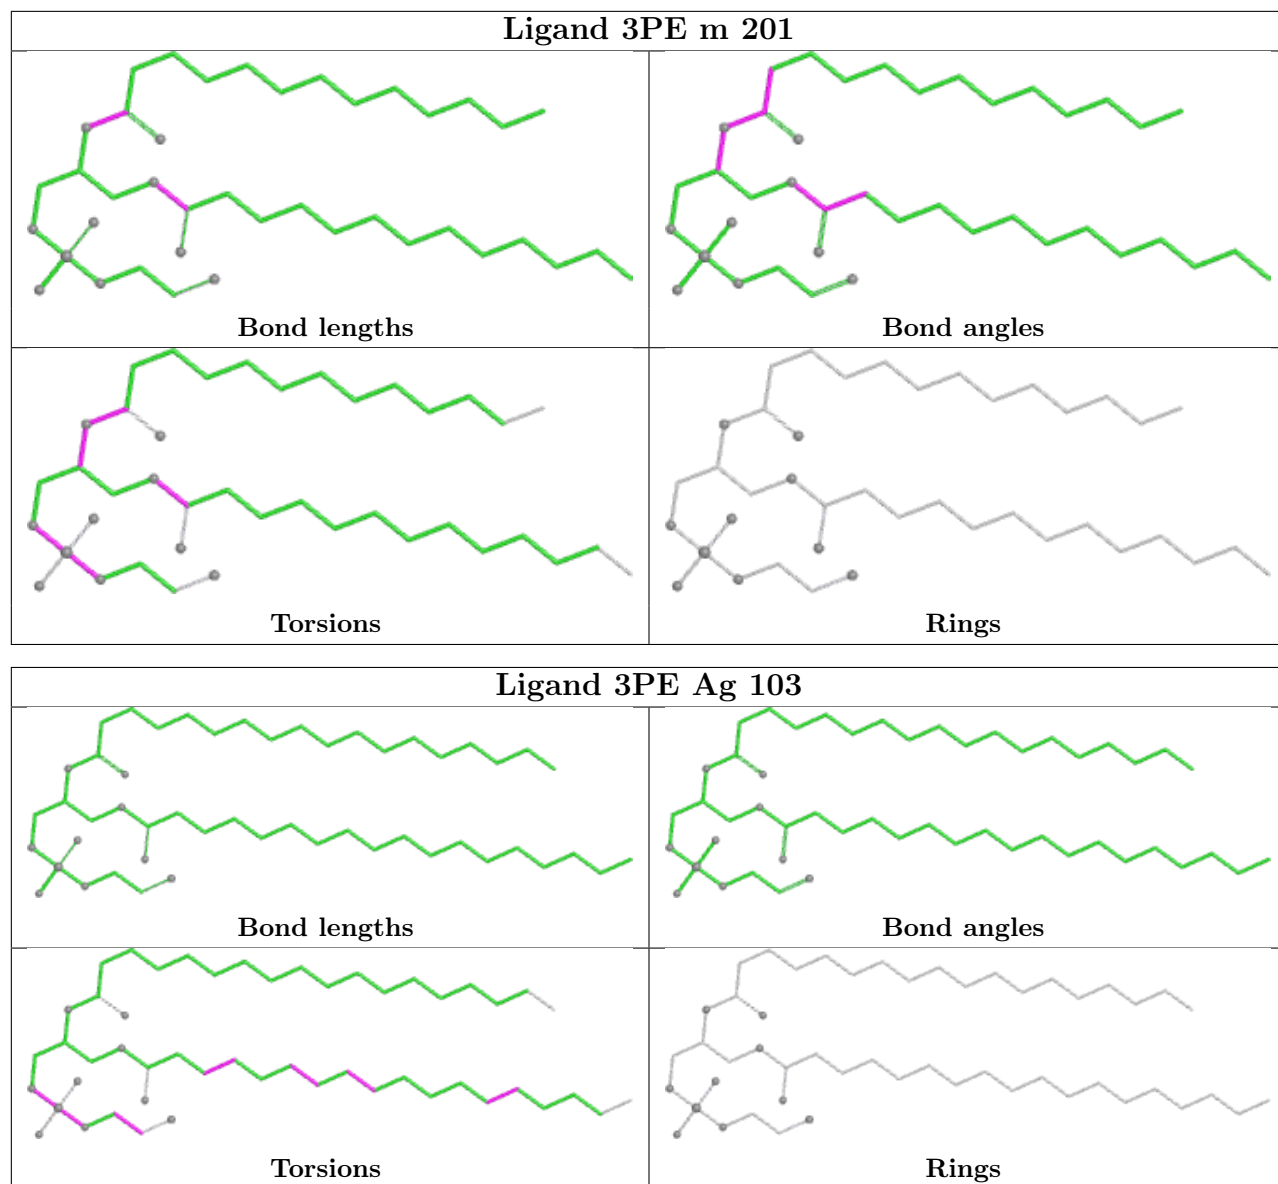 Ligand 3PE m 201
Bond lengths
Bond angles
Torsions
Rings
Ligand 3PE Ag 103
Bond lengths
Bond angles
Torsions
Rings